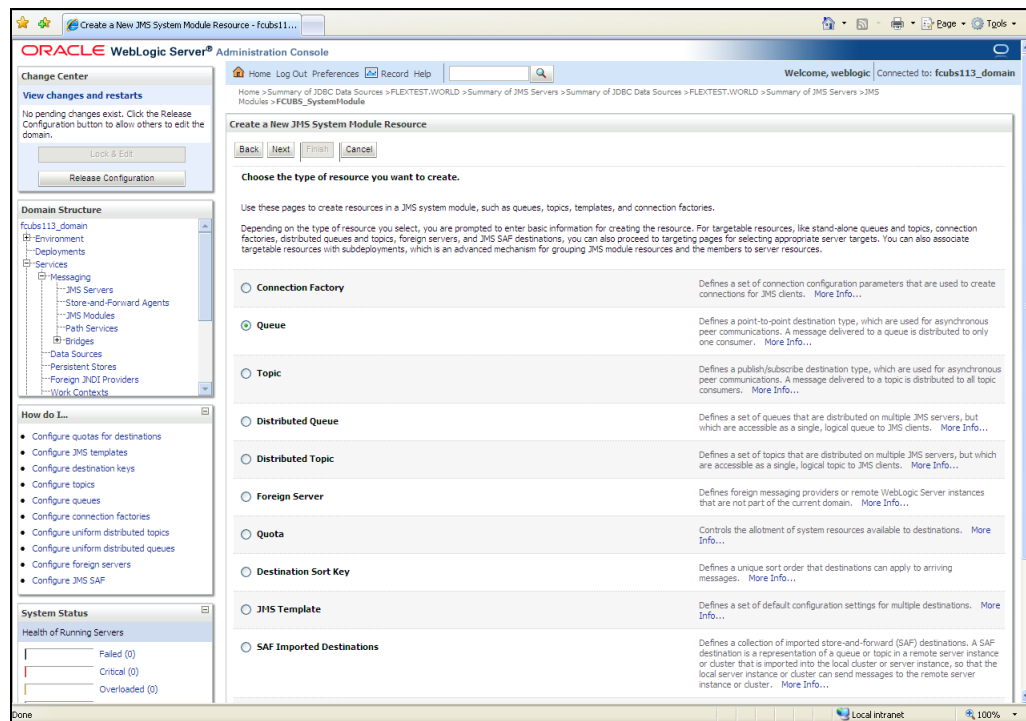 Create a New JMS System Module Resource - fcubs11...
Page
Tools
ORACLE WebLogic Server® Administration Console
Change Center
View changes and restarts
No pending changes exist. Click the Release
Configuration button to allow others to edit the
domain.
Lock & Edit
Release Configuration
Domain Structure
fcubs113_domain
Environment
Deployments
Services
Messaging
JMS Servers
Store-and-Forward Agents
JMS Modules
Path Services
Bridges
Data Sources
Persistent Stores
Foreign JNDI Providers
Work Contexts
How do I...
Configure quotas for destinations
Configure JMS templates
Configure destination keys
Configure topics
Configure queues
Configure connection factories
Configure uniform distributed topics
Configure uniform distributed queues
Configure foreign servers
Configure JMS SAF
System Status
Health of Running Servers
Failed (0)
Critical (0)
Overloaded (0)
Home Log Out Preferences Record Help
Welcome, weblogic Connected to: fcubs113_domain
Home >Summary of JDBC Data Sources >FLEXTEST.WORLD >Summary of JMS Servers >Summary of JDBC Data Sources >FLEXTEST.WORLD >Summary of JMS Servers >JMS
Modules >FCUBS_SystemModule
Create a New JMS System Module Resource
Back Next Finish Cancel
Choose the type of resource you want to create.
Use these pages to create resources in a JMS system module, such as queues, topics, templates, and connection factories.
Depending on the type of resource you select, you are prompted to enter basic information for creating the resource. For targetable resources, like stand-alone queues and topics, connection
factories, distributed queues and topics, foreign servers, and JMS SAF destinations, you can also proceed to targeting pages for selecting appropriate server targets. You can also associate
targetable resources with subdeployments, which is an advanced mechanism for grouping JMS module resources and the members to server resources.
Connection Factory
Defines a set of connection configuration parameters that are used to create
connections for JMS clients. More Info...
Queue
Defines a point-to-point destination type, which are used for asynchronous
peer communications. A message delivered to a queue is distributed to only
one consumer. More Info...
Topic
Defines a publish/subscribe destination type, which are used for asynchronous
peer communications. A message delivered to a topic is distributed to all topic
consumers. More Info...
Distributed Queue
Defines a set of queues that are distributed on multiple JMS servers, but
which are accessible as a single, logical queue to JMS clients. More Info...
Distributed Topic
Defines a set of topics that are distributed on multiple JMS servers, but which
are accessible as a single, logical topic to JMS clients. More Info...
Foreign Server
Defines foreign messaging providers or remote WebLogic Server instances
that are not part of the current domain. More Info...
Quota
Controls the allotment of system resources available to destinations. More
Info...
Destination Sort Key
Defines a unique sort order that destinations can apply to arriving
messages. More Info...
JMS Template
Defines a set of default configuration settings for multiple destinations. More
Info...
SAF Imported Destinations
Defines a collection of imported store-and-forward (SAF) destinations. A SAF
destination is a representation of a queue or topic in a remote server instance
or cluster that is imported into the local cluster or server instance, so that the
local server instance or cluster can send messages to the remote server
instance or cluster. More Info...
Done
Local intranet
100%